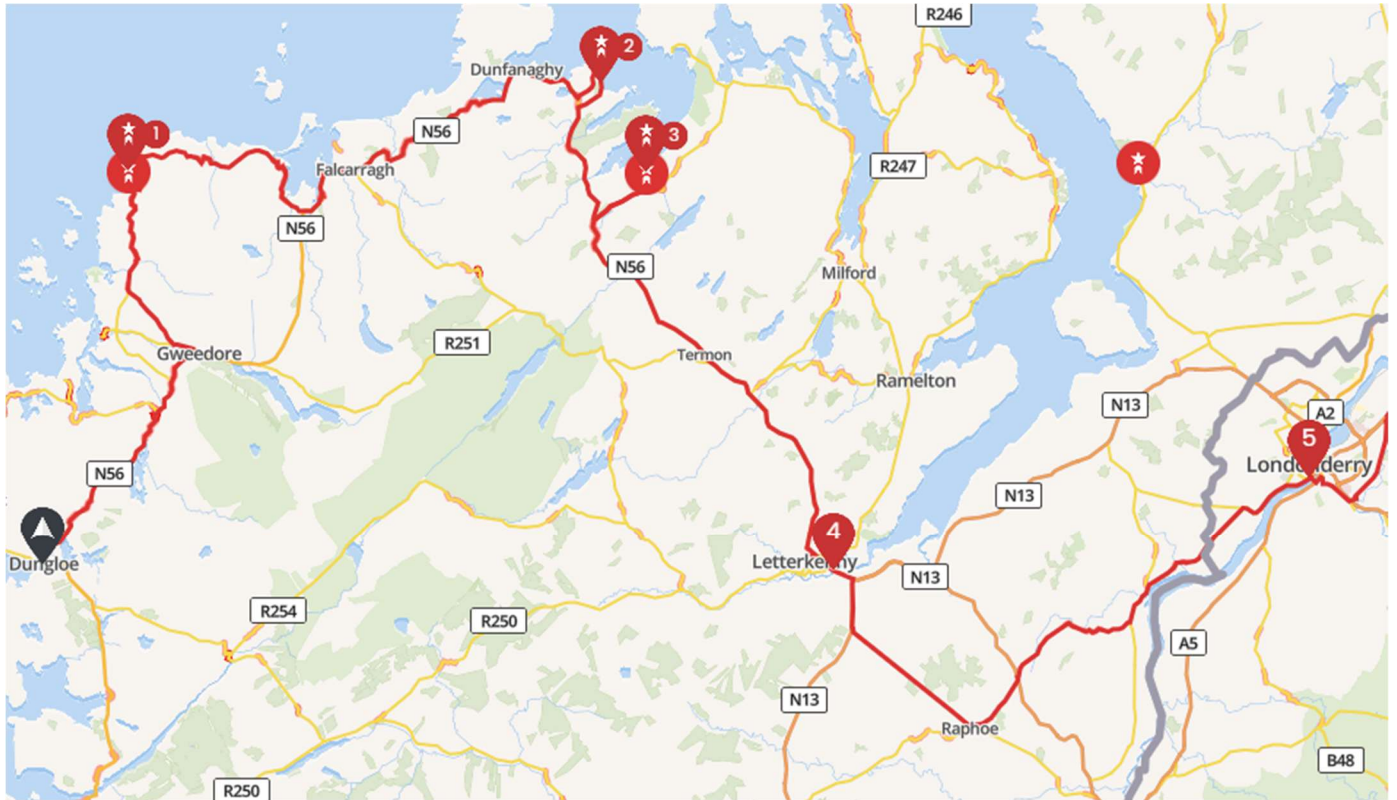 R246
2
Dunfanaghy
N56
1
3
Falcarragh
R247
N56
N56
Milford
R251
Gweedore
Termon
Ramelton
N13
A2
5
Londonderry
N56
N13
4
Dungloe
Letterkenny
N13
R254
R250
A5
N13
Raphoe
B48
R250